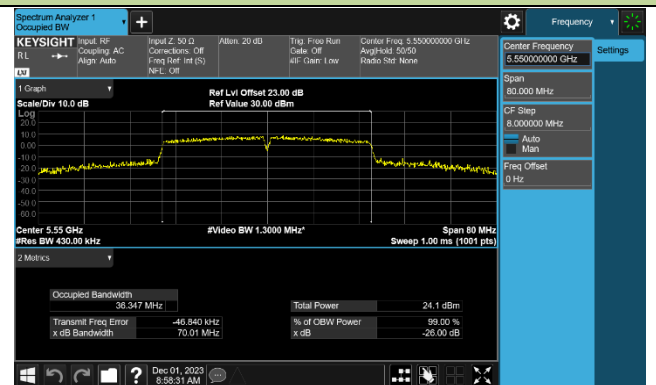 Spectrum Analyzer 1
Occupied BW
Frequency
KEYSIGHT
RL
LXI
Input: RF
Coupling: AC
Align: Auto
Input Z: 50 Ω
Corrections: Off
Freq Ref: Int (S)
NFE: Off
Atten: 20 dB
Trig: Free Run
Gate: Off
#IF Gain: Low
Center Freq: 5.550000000 GHz
Avg|Hold: 50/50
Radio Std: None
Center Frequency
5.550000000 GHz
Settings
Span
80.000 MHz
CF Step
8.000000 MHz
Auto
Man
Freq Offset
0 Hz
1 Graph
Scale/Div 10.0 dB
Ref Lvl Offset 23.00 dB
Ref Value 30.00 dBm
Log
20.0
10.0
0.00
-10.0
-20.0
-30.0
-40.0
-50.0
-60.0
Center 5.55 GHz
#Video BW 1.3000 MHz*
Span 80 MHz
#Res BW 430.00 kHz
Sweep 1.00 ms (1001 pts)
2 Metrics
Occupied Bandwidth
36.347 MHz
Total Power 24.1 dBm
Transmit Freq Error -46.840 kHz
% of OBW Power 99.00 %
x dB Bandwidth 70.01 MHz
x dB -26.00 dB
?
Dec 01, 2023
8:58:31 AM